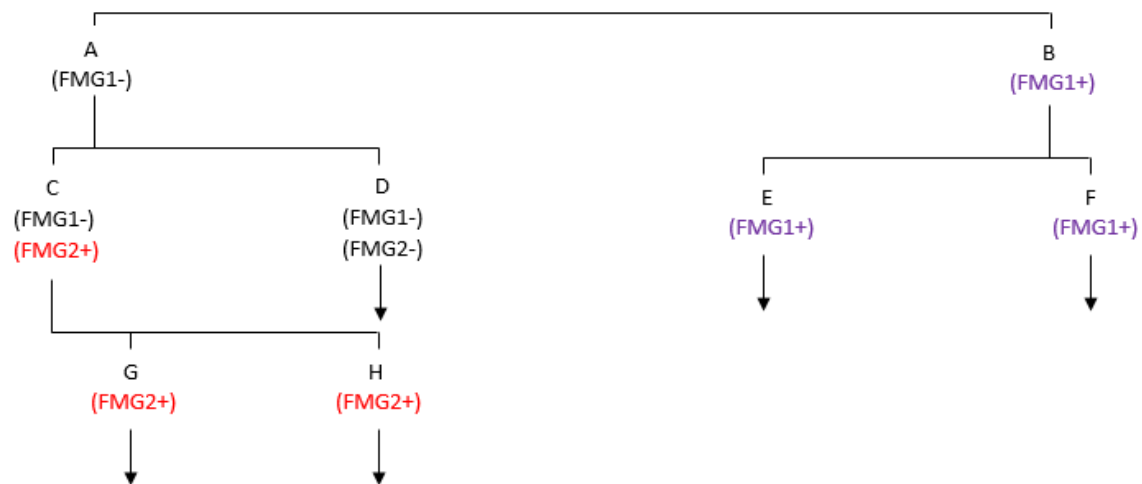 A
(FMG1-)
B
(FMG1+)
C
(FMG1-)
(FMG2+)
D
(FMG1-)
(FMG2-)
E
(FMG1+)
F
(FMG1+)
G
(FMG2+)
H
(FMG2+)